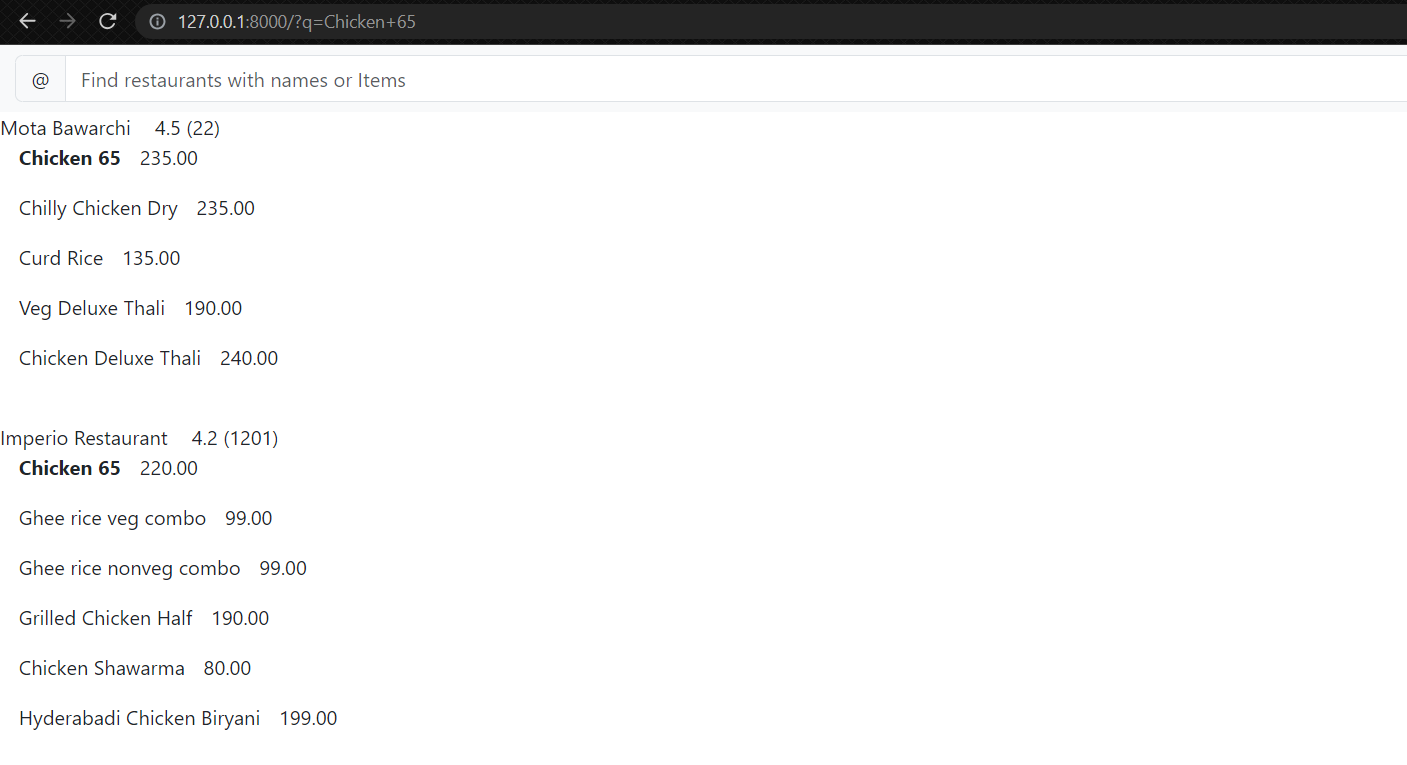 127.0.0.1:8000/?q=Chicken+65
@ Find restaurants with names or Items
Mota Bawarchi 4.5 (22)
Chicken 65 235.00
Chilly Chicken Dry 235.00
Curd Rice 135.00
Veg Deluxe Thali 190.00
Chicken Deluxe Thali 240.00
Imperio Restaurant 4.2 (1201)
Chicken 65 220.00
Ghee rice veg combo 99.00
Ghee rice nonveg combo 99.00
Grilled Chicken Half 190.00
Chicken Shawarma 80.00
Hyderabadi Chicken Biryani 199.00